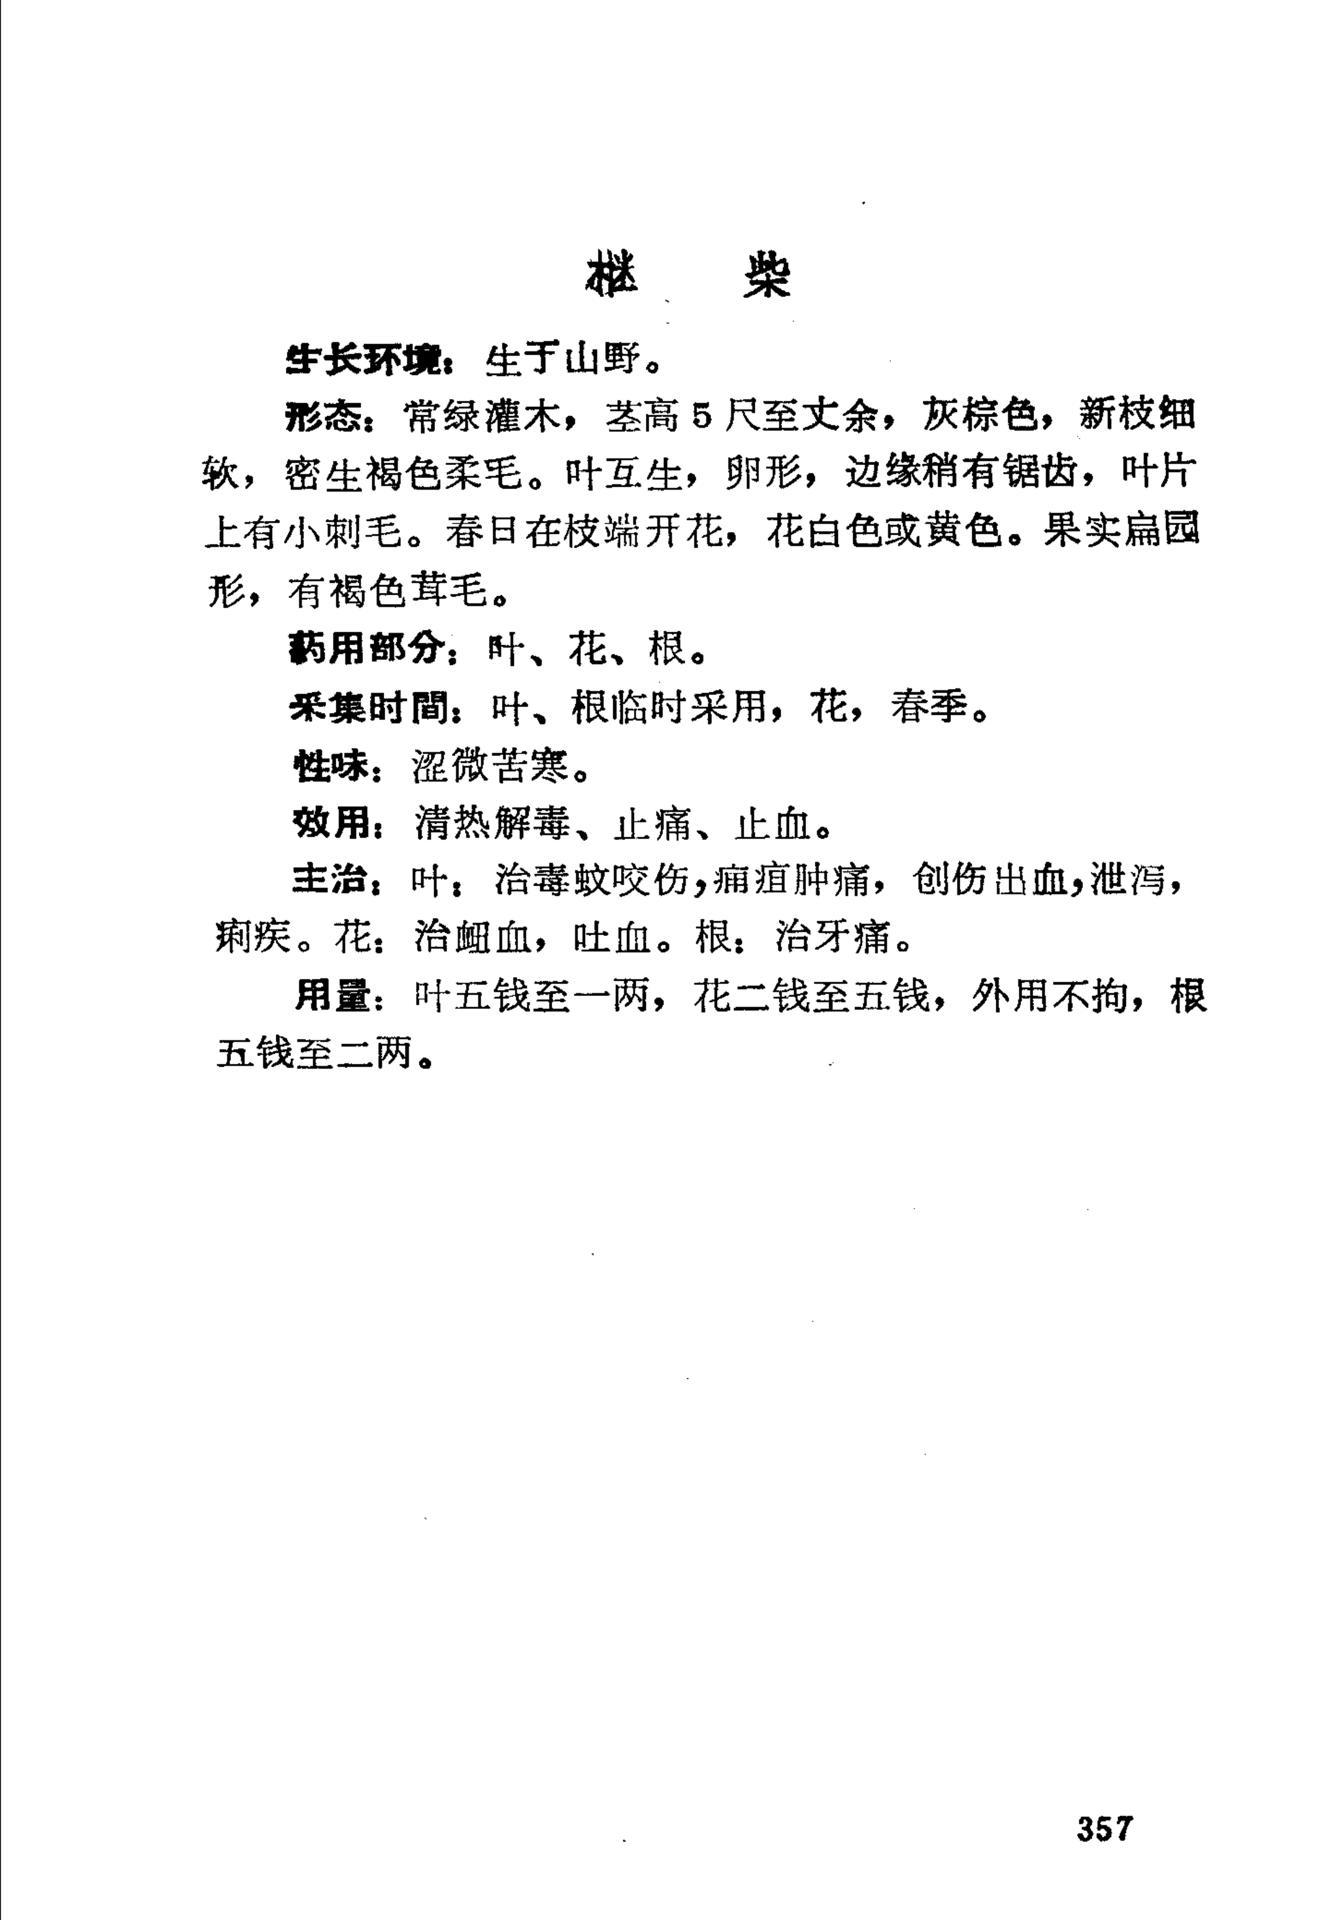 檵柴
生长环境：生于山野。
形态：常绿灌木，茎高5尺至丈余，灰棕色，新枝细
软，密生褐色柔毛。叶互生，卵形，边缘稍有锯齿，叶片
上有小刺毛。春日在枝端开花，花白色或黄色。果实扁园
形，有褐色茸毛。
药用部分：叶、花、根。
采集时間：叶、根临时采用，花，春季。
性味：涩微苦寒。
效用：清热解毒、止痛、止血。
主治：叶：治毒蚊咬伤，痈疽肿痛，创伤出血，泄泻，
痢疾。花：治衄血，吐血。根：治牙痛。
用量：叶五钱至一两，花二钱至五钱，外用不拘，根
五钱至二两。
357